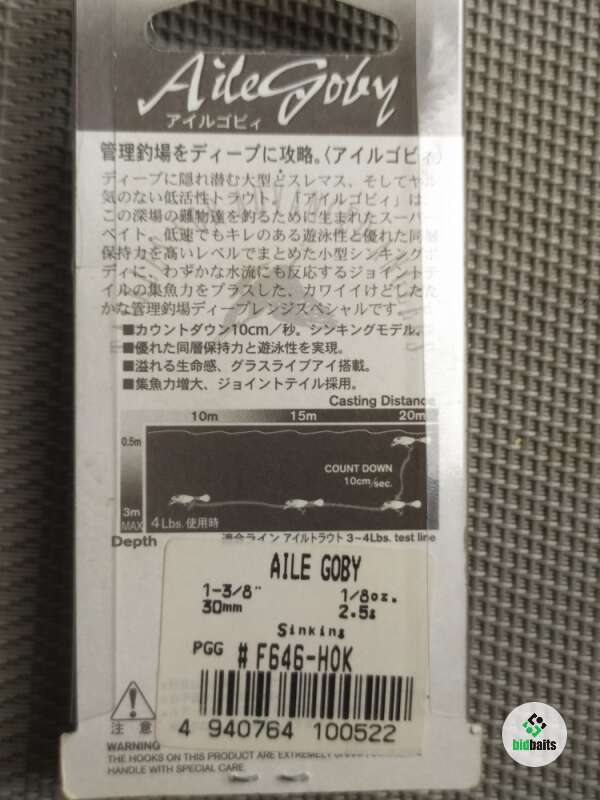 AileGoby
アイルゴビィ
管理釣場をディープに攻略。〈アイルゴビィ〉
ディープに隠れ潜む大型とスレマス、そしてヤル
気のない低活性トラウト。「アイルゴビィ」は、
この深場の難物達を釣るために生まれたスーパー
ベイト。低速でもキレのある遊泳性と優れた同層
保持力を高いレベルでまとめた小型シンキングボ
ディに、わずかな水流にも反応するジョイントテ
イルの集魚力をプラスした、カワイイけどしたた
かな管理釣場ディープレンジスペシャルです。
■カウントダウン10cm/秒。シンキングモデル。
■優れた同層保持力と遊泳性を実現。
■溢れる生命感、グラスライブアイ搭載。
■集魚力増大、ジョイントテイル採用。
Casting Distance
10m 15m 20m
0.5m
COUNT DOWN
10cm/sec.
3m
MAX
4Lbs.使用時
Depth 適合ライン アイルトラウト 3~4Lbs. test line
AILE GOBY
1-3/8" 1/8oz.
30mm 2.5g
Sinking
PGG # F646-HOK
4 940764 100522
注意
WARNING
THE HOOKS ON THIS PRODUCT ARE EXTREMELY
HANDLE WITH SPECIAL CARE AT ALL TIME.
bidbaits